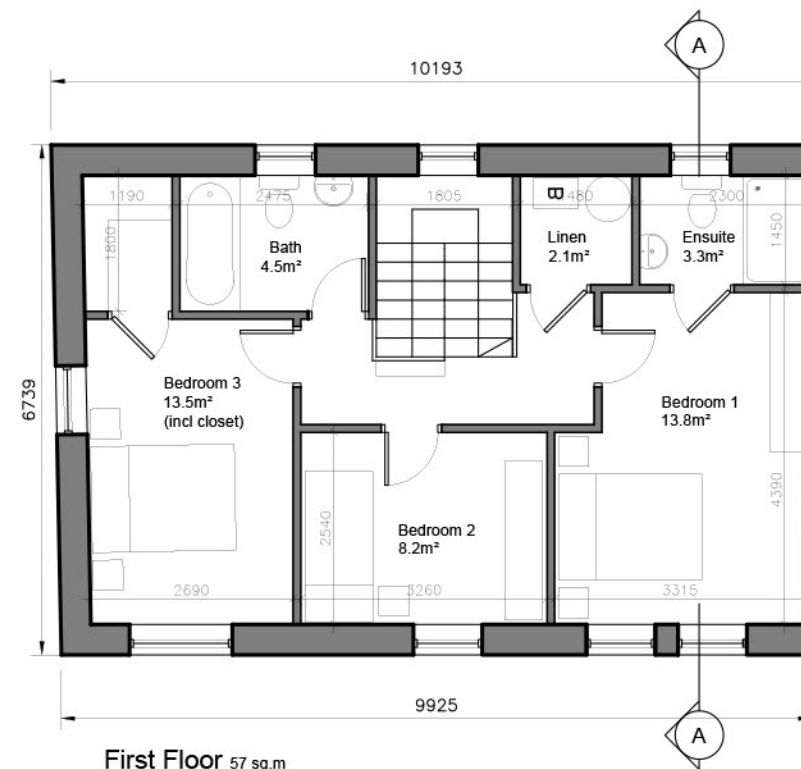 A
10193
1190
2475
1805
480
2300
B
1800
Bath
4.5m²
Linen
2.1m²
Ensuite
3.3m²
1450
6739
Bedroom 3
13.5m²
(incl closet)
Bedroom 1
13.8m²
4390
2540
Bedroom 2
8.2m²
2690
3260
3315
9925
A
First Floor 57 sq.m